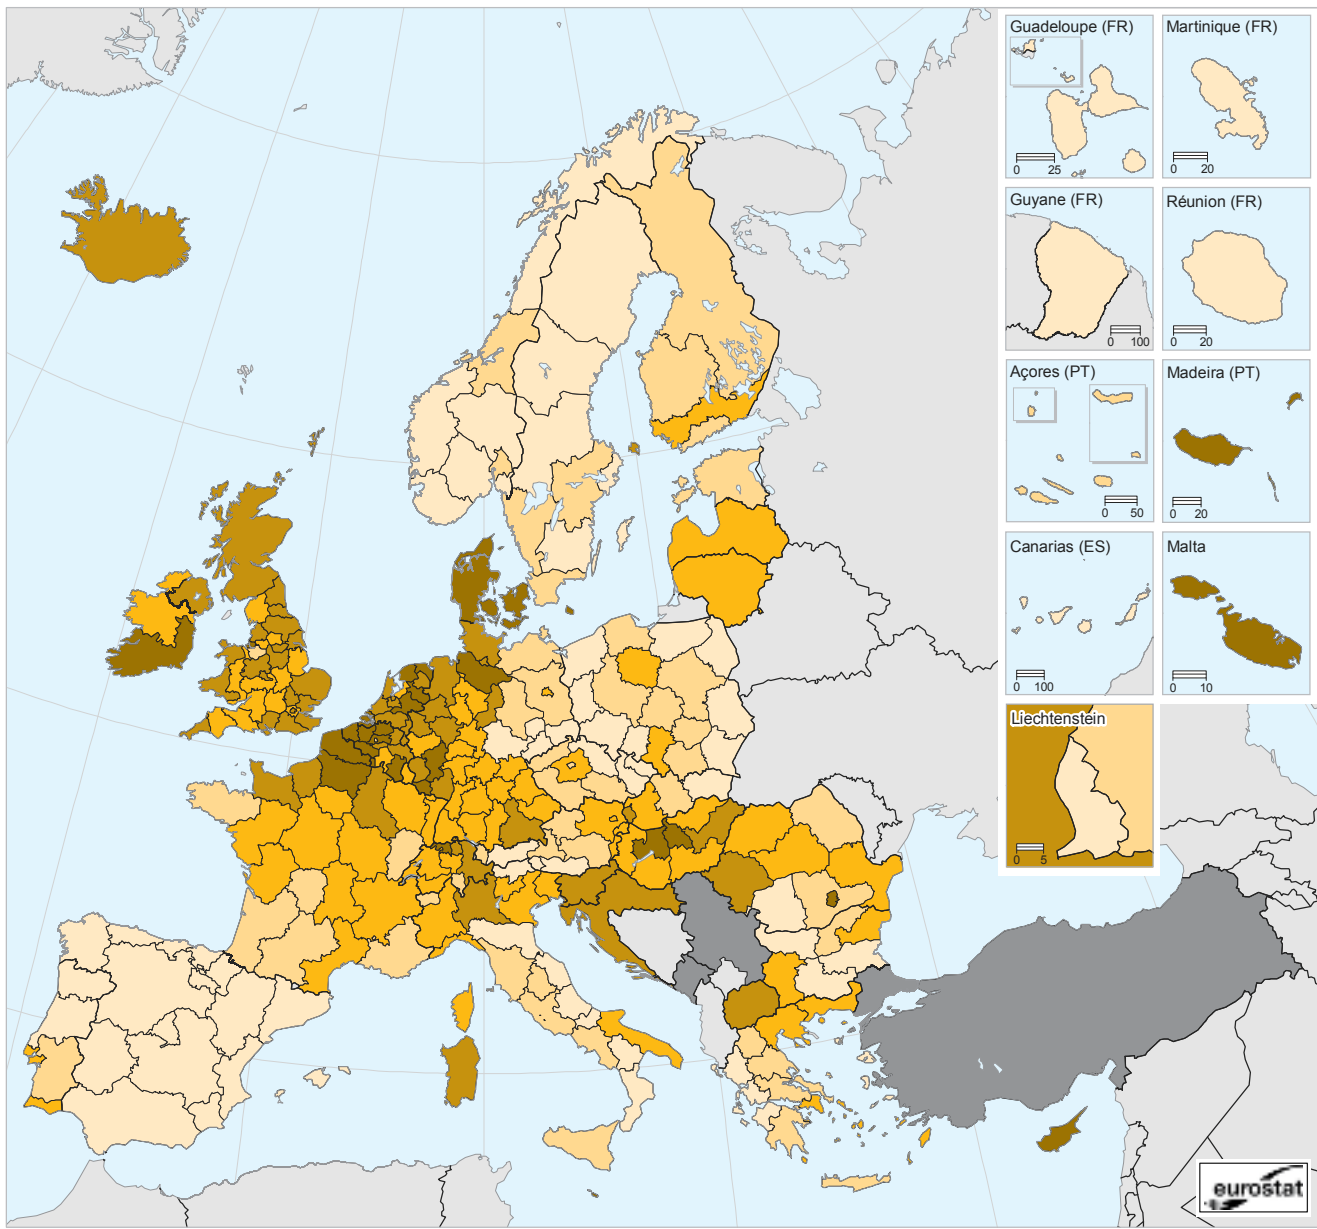 Guadeloupe (FR)
0 25
Martinique (FR)
0 20
Guyane (FR)
0 100
Réunion (FR)
0 20
Açores (PT)
0 50
Madeira (PT)
0 20
Canarias (ES)
0 100
Malta
0 10
Liechtenstein
0 5
eurostat